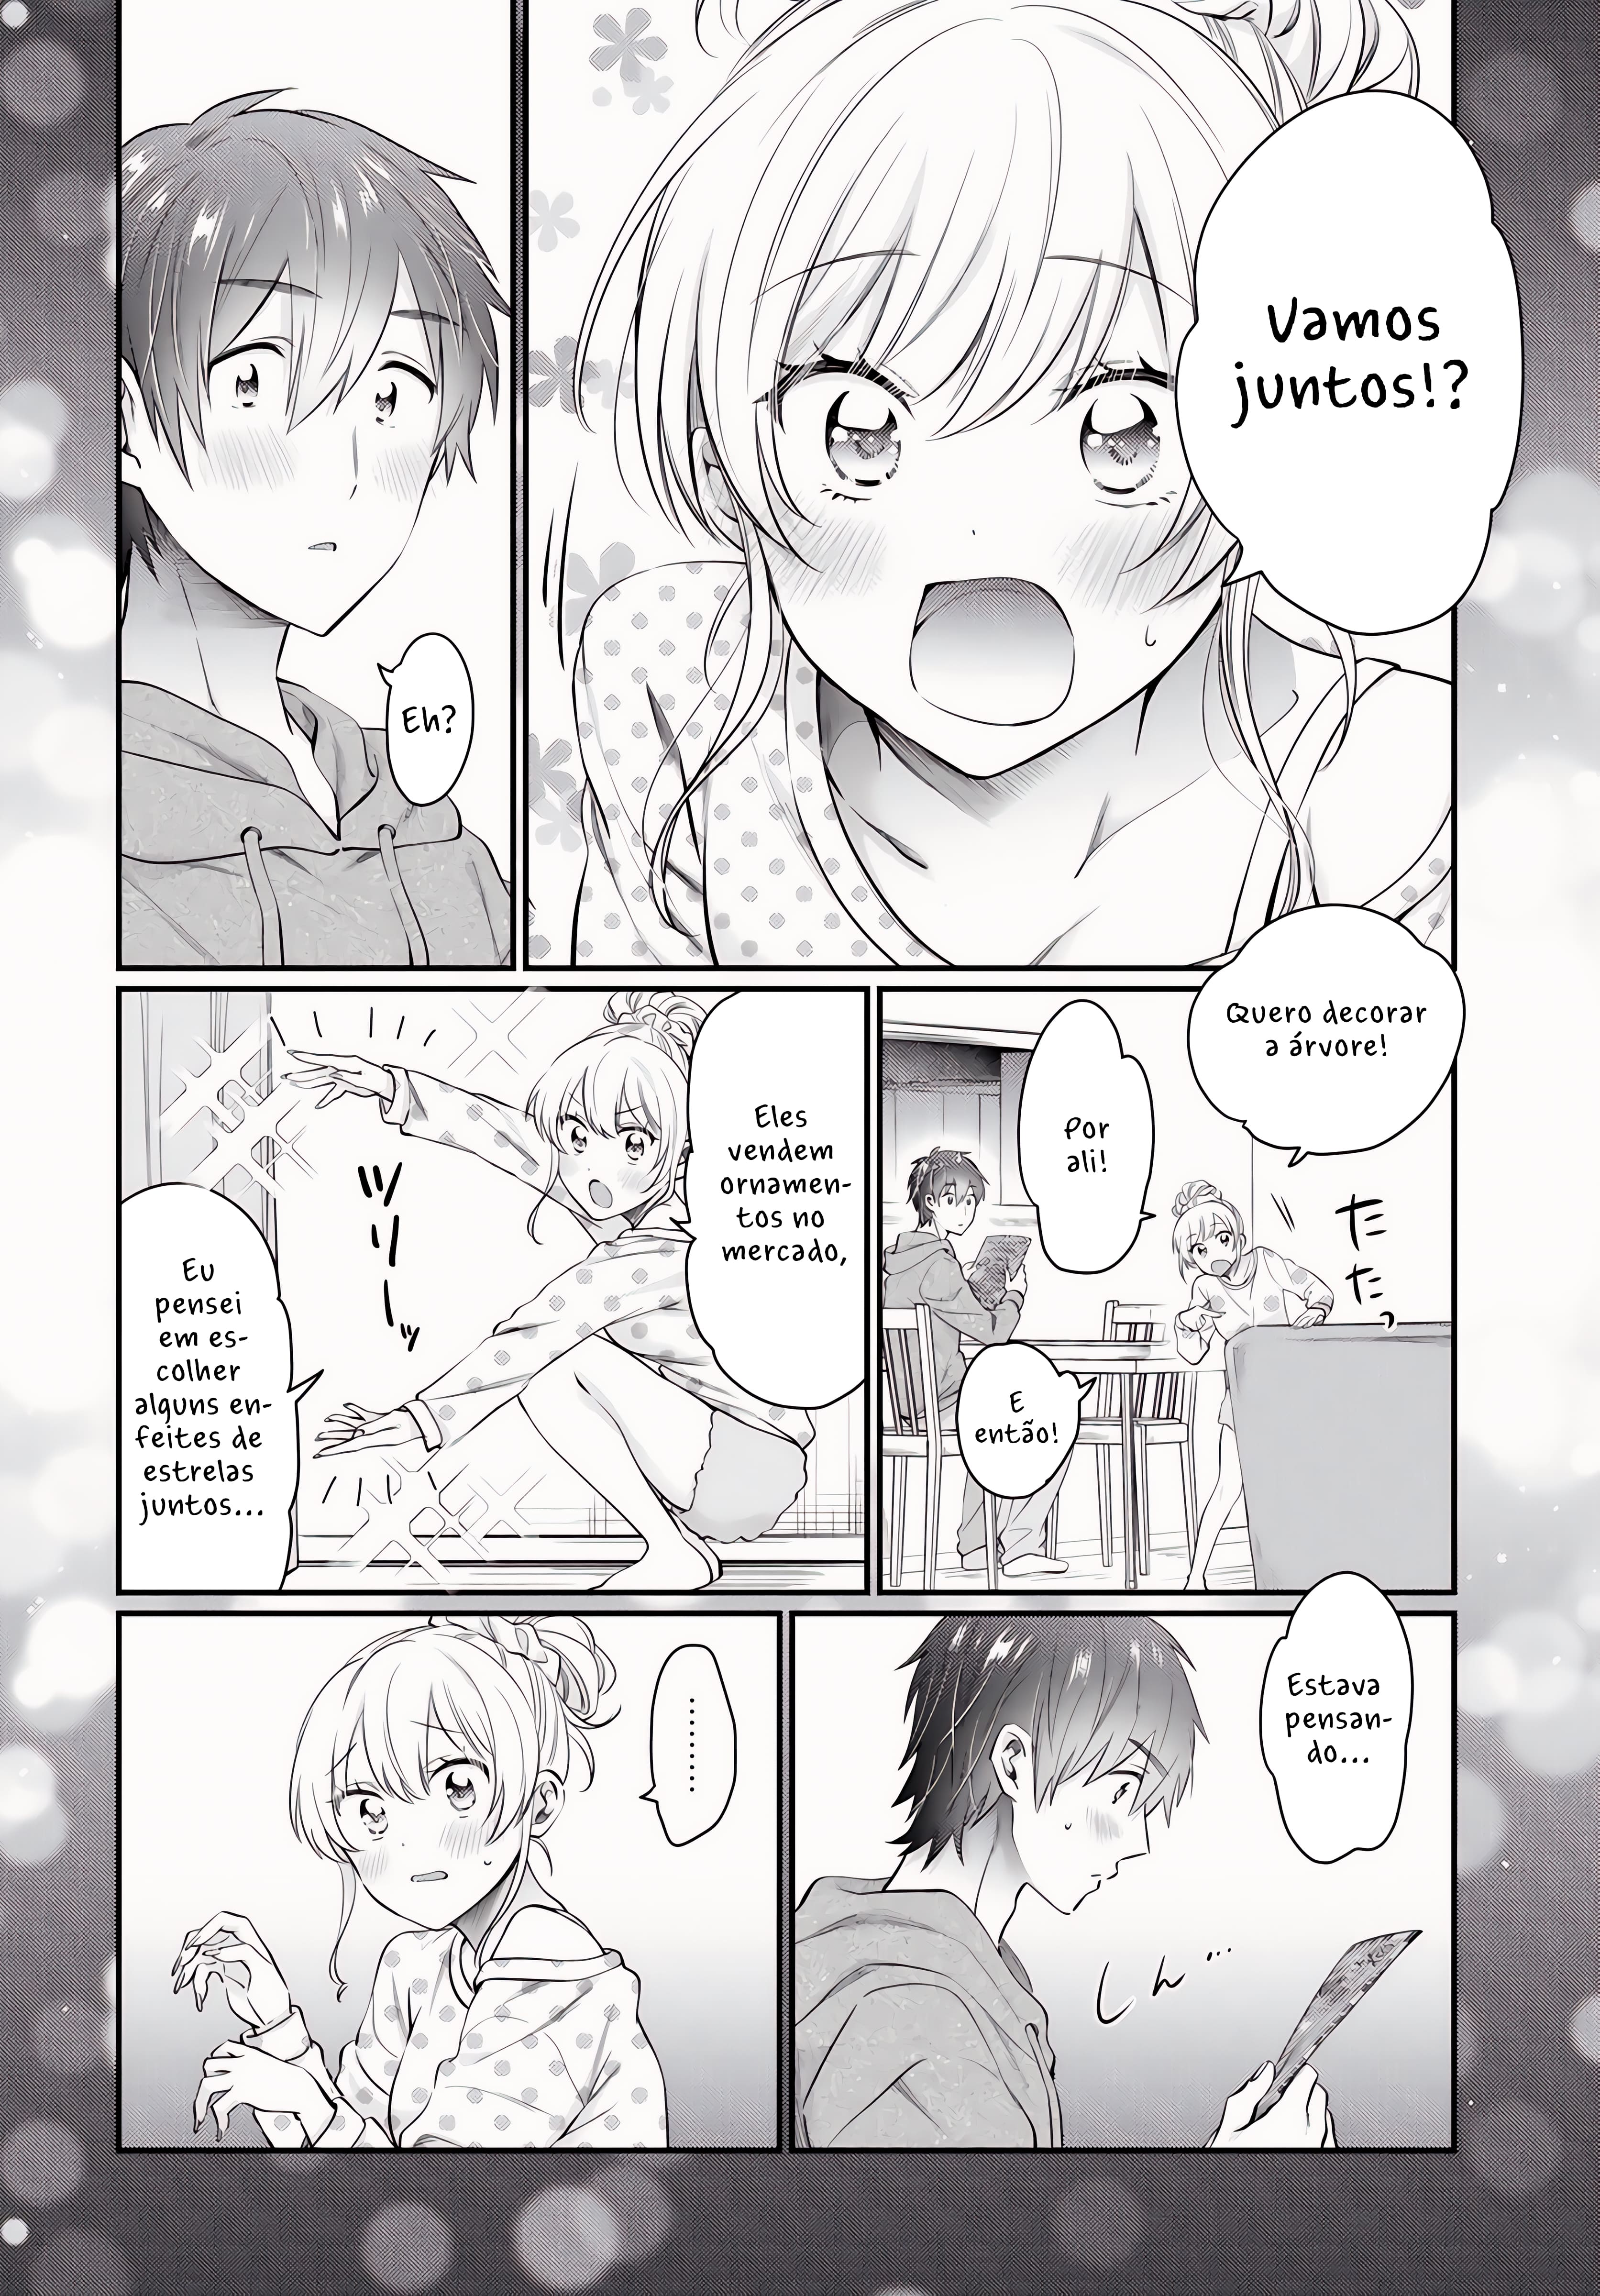 Vamos
juntos!?
Eh?
Quero decorar
a árvore!
Por
ali!
たたっ
E
então!
Eles
vendem
ornamen-
tos no
mercado,
ツリーッ
Eu
pensei
em es-
colher
alguns en-
feites de
estrelas
juntos...
Estava
pensan-
do...
しん…
.........